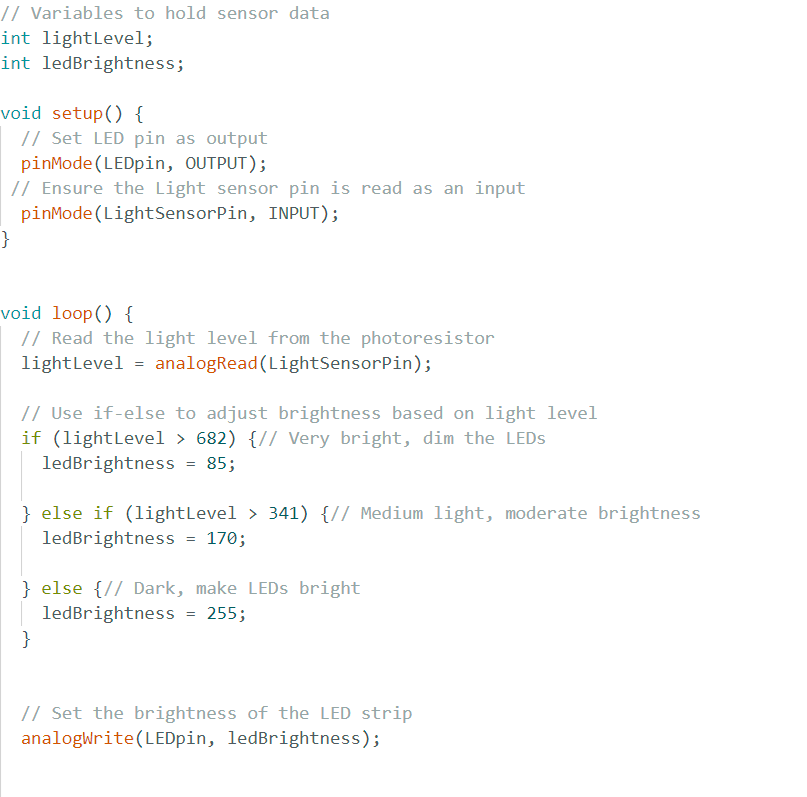 // Variables to hold sensor data
int lightLevel;
int ledBrightness;
void setup() {
// Set LED pin as output
pinMode(LEDpin, OUTPUT);
// Ensure the Light sensor pin is read as an input
pinMode(LightSensorPin, INPUT);
}
void loop() {
// Read the light level from the photoresistor
lightLevel = analogRead(LightSensorPin);
// Use if-else to adjust brightness based on light level
if (lightLevel > 682) {// Very bright, dim the LEDs
ledBrightness = 85;
} else if (lightLevel > 341) {// Medium light, moderate brightness
ledBrightness = 170;
} else {// Dark, make LEDs bright
ledBrightness = 255;
}
// Set the brightness of the LED strip
analogWrite(LEDpin, ledBrightness);